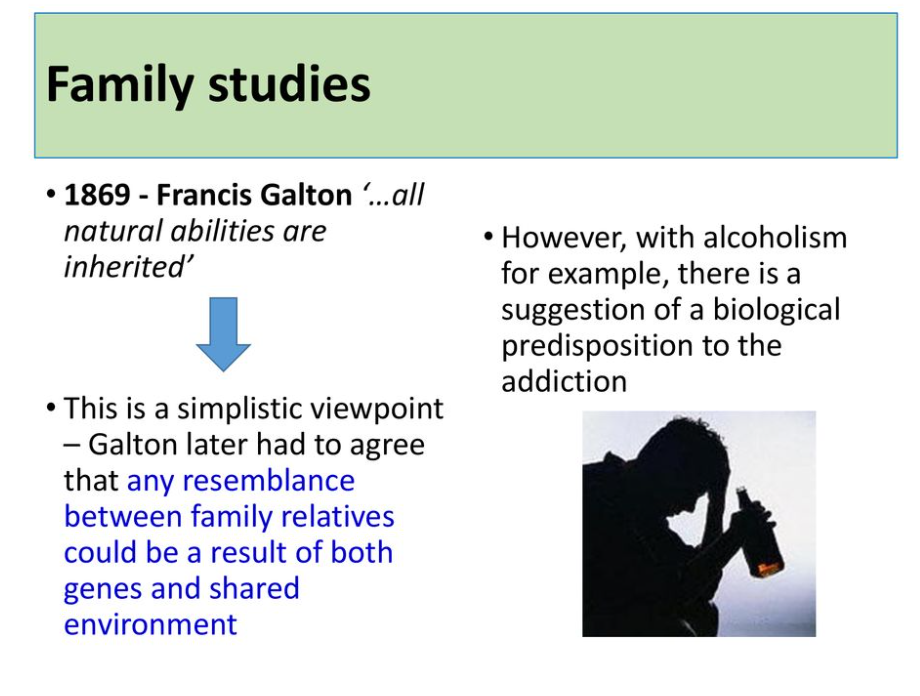 Family studies
• 1869 - Francis Galton ‘…all
natural abilities are
inherited’
• This is a simplistic viewpoint
– Galton later had to agree
that any resemblance
between family relatives
could be a result of both
genes and shared
environment
• However, with alcoholism
for example, there is a
suggestion of a biological
predisposition to the
addiction